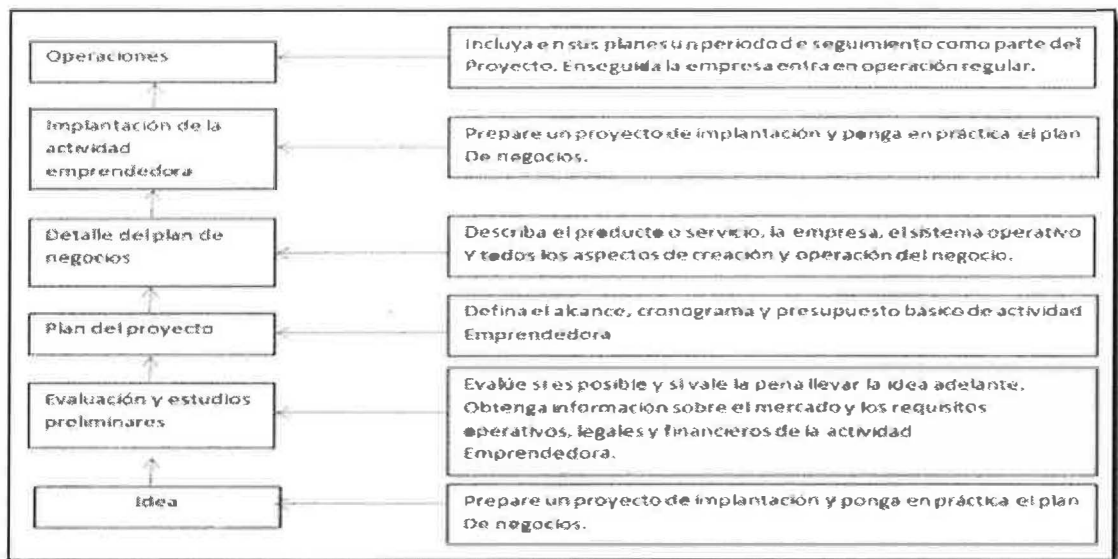 Operaciones
Incluya en sus planes un periodo de seguimiento como parte del
Proyecto. Enseguida la empresa entra en operación regular.
Implantación de la
actividad
emprendedora
Prepare un proyecto de implantación y ponga en práctica el plan
De negocios.
Detalle del plan de
negocios
Describa el producto o servicio, la empresa, el sistema operativo
Y todos los aspectos de creación y operación del negocio.
Plan del proyecto
Defina el alcance, cronograma y presupuesto básico de actividad
Emprendedora
Evaluación y estudios
preliminares
Evalúe si es posible y si vale la pena llevar la idea adelante.
Obtenga información sobre el mercado y los requisitos
operativos, legales y financieros de la actividad
Emprendedora.
Idea
Prepare un proyecto de implantación y ponga en práctica el plan
De negocios.